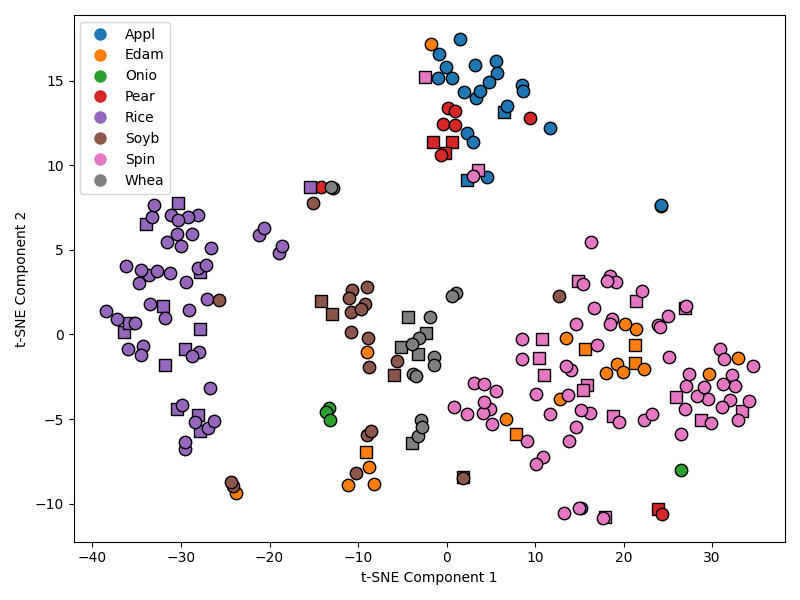 Appl
Edam
Onio
Pear
Rice
Soyb
Spin
Whea
t-SNE Component 2
15
10
5
0
−5
−10
−40 −30 −20 −10 0 10 20 30
t-SNE Component 1